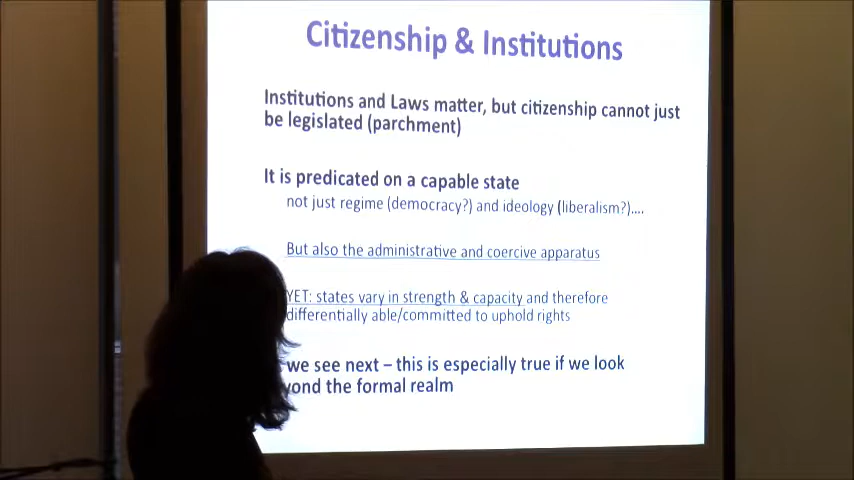 Citizenship & Institutions
Institutions and Laws matter, but citizenship cannot just
be legislated (parchment)
It is predicated on a capable state
not just regime (democracy?) and ideology (liberalism?)....
But also the administrative and coercive apparatus
YET: states vary in strength & capacity and therefore
differentially able/committed to uphold rights
we see next – this is especially true if we look
yond the formal realm